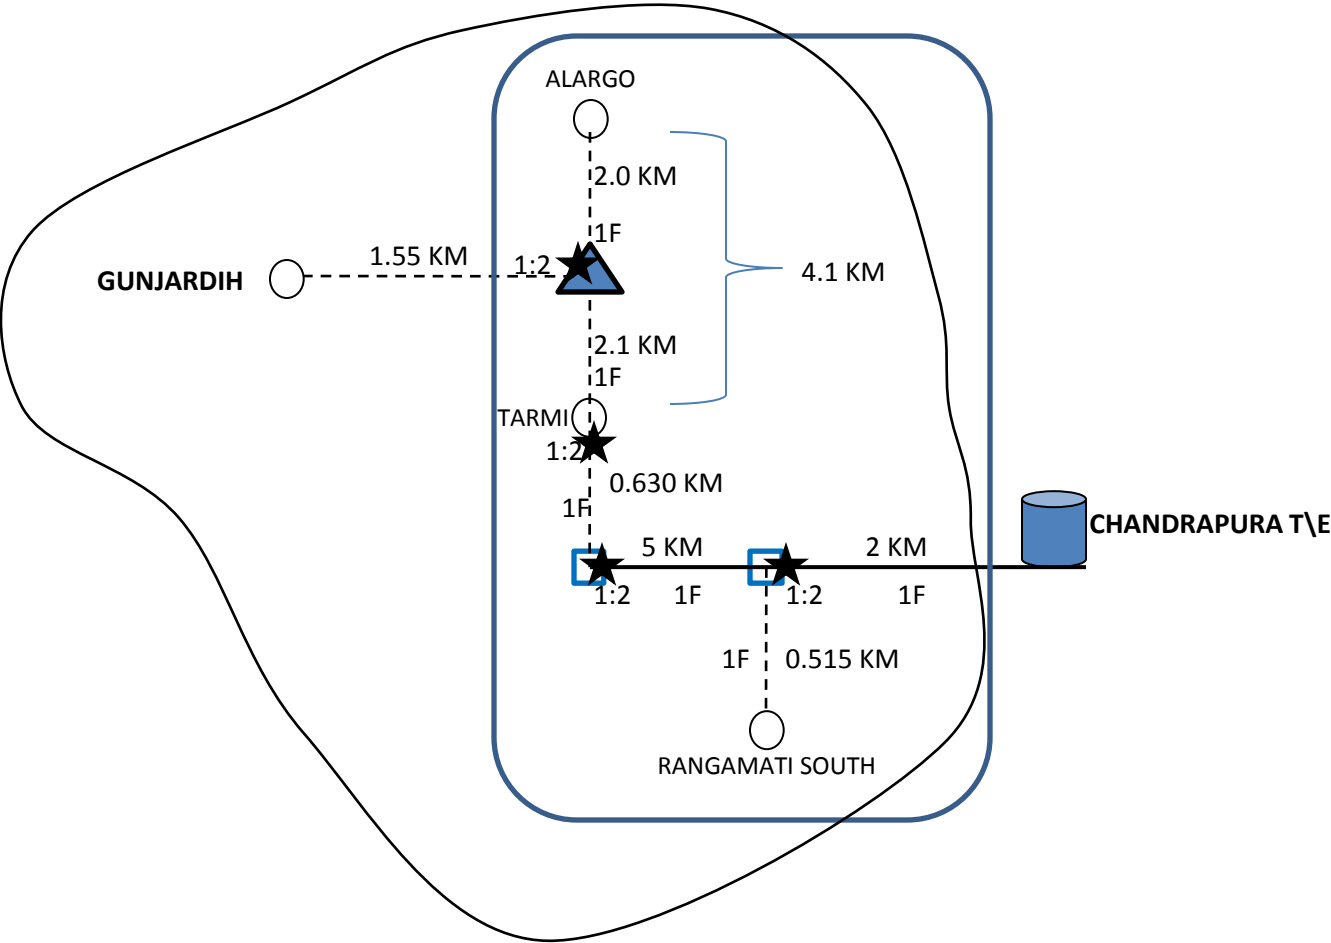 ALARGO
2.0 KM
1F
1.55 KM
1:2
GUNJARDIH
4.1 KM
2.1 KM
1F
TARMI
1:2
0.630 KM
1F
CHANDRAPURA T\E
5 KM
2 KM
1:2
1F
1:2
1F
1F
0.515 KM
RANGAMATI SOUTH